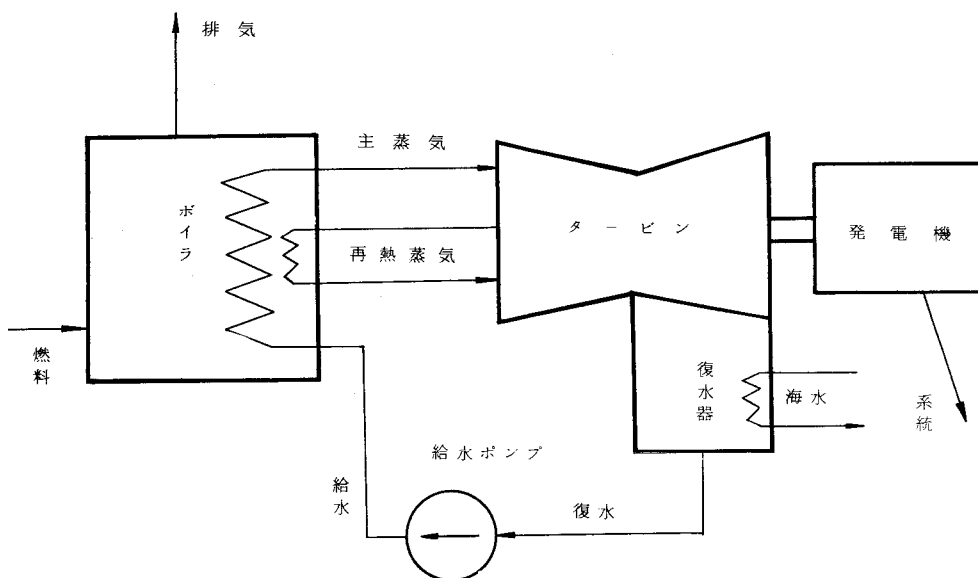 排気
主蒸気
ボイラ
タービン
発電機
再熱蒸気
燃料
復水器
海水
系統
給水ポンプ
給水
復水